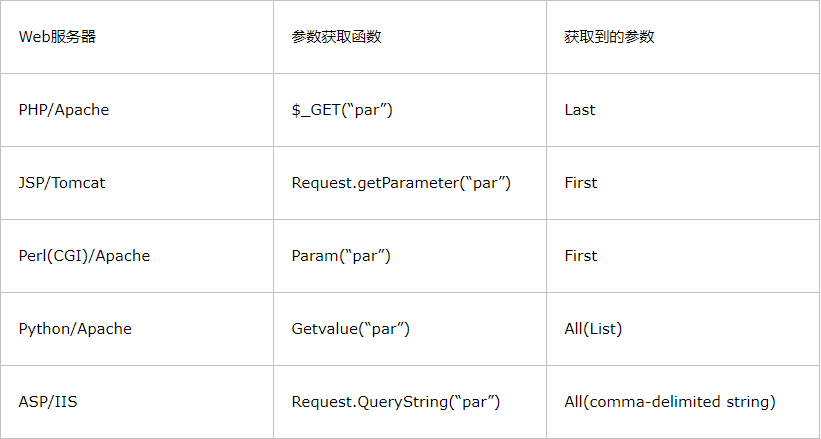 Web服务器 参数获取函数 获取到的参数
PHP/Apache $_GET(“par”) Last
JSP/Tomcat Request.getParameter(“par”) First
Perl(CGI)/Apache Param(“par”) First
Python/Apache Getvalue(“par”) All(List)
ASP/IIS Request.QueryString(“par”) All(comma-delimited string)